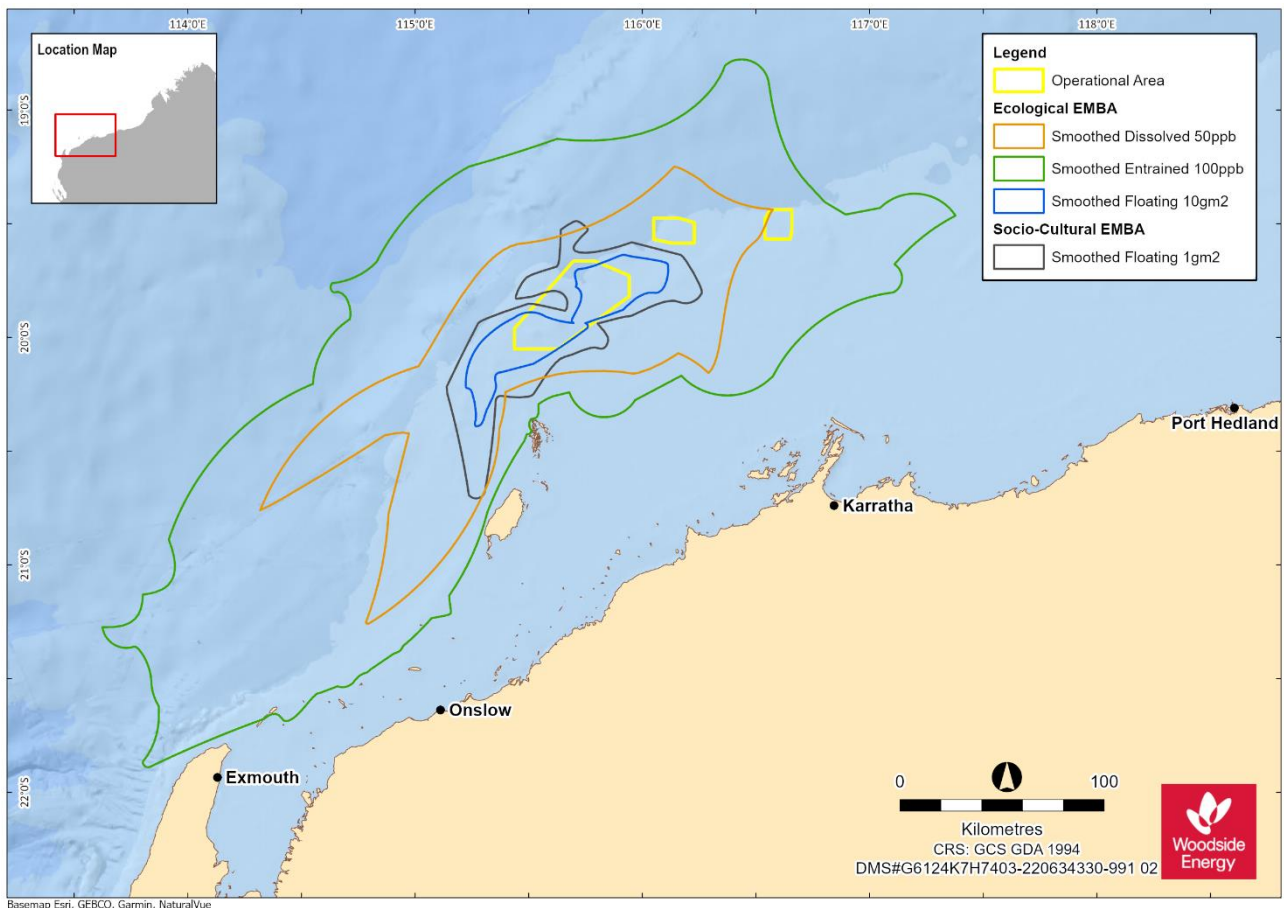 114°0'E
115°0'E
116°0'E
117°0'E
118°0'E
Location Map
Legend
Operational Area
Ecological EMBA
Smoothed Dissolved 50ppb
Smoothed Entrained 100ppb
Smoothed Floating 10gm2
Socio-Cultural EMBA
Smoothed Floating 1gm2
19°0'S
20°0'S
21°0'S
22°0'S
Port Hedland
Karratha
Onslow
Exmouth
0 100
Kilometres
CRS: GCS GDA 1994
DMS#G6124K7H7403-220634330-991 02
Woodside
Energy
Basemap Esri, GEBCO, Garmin, NaturalVue